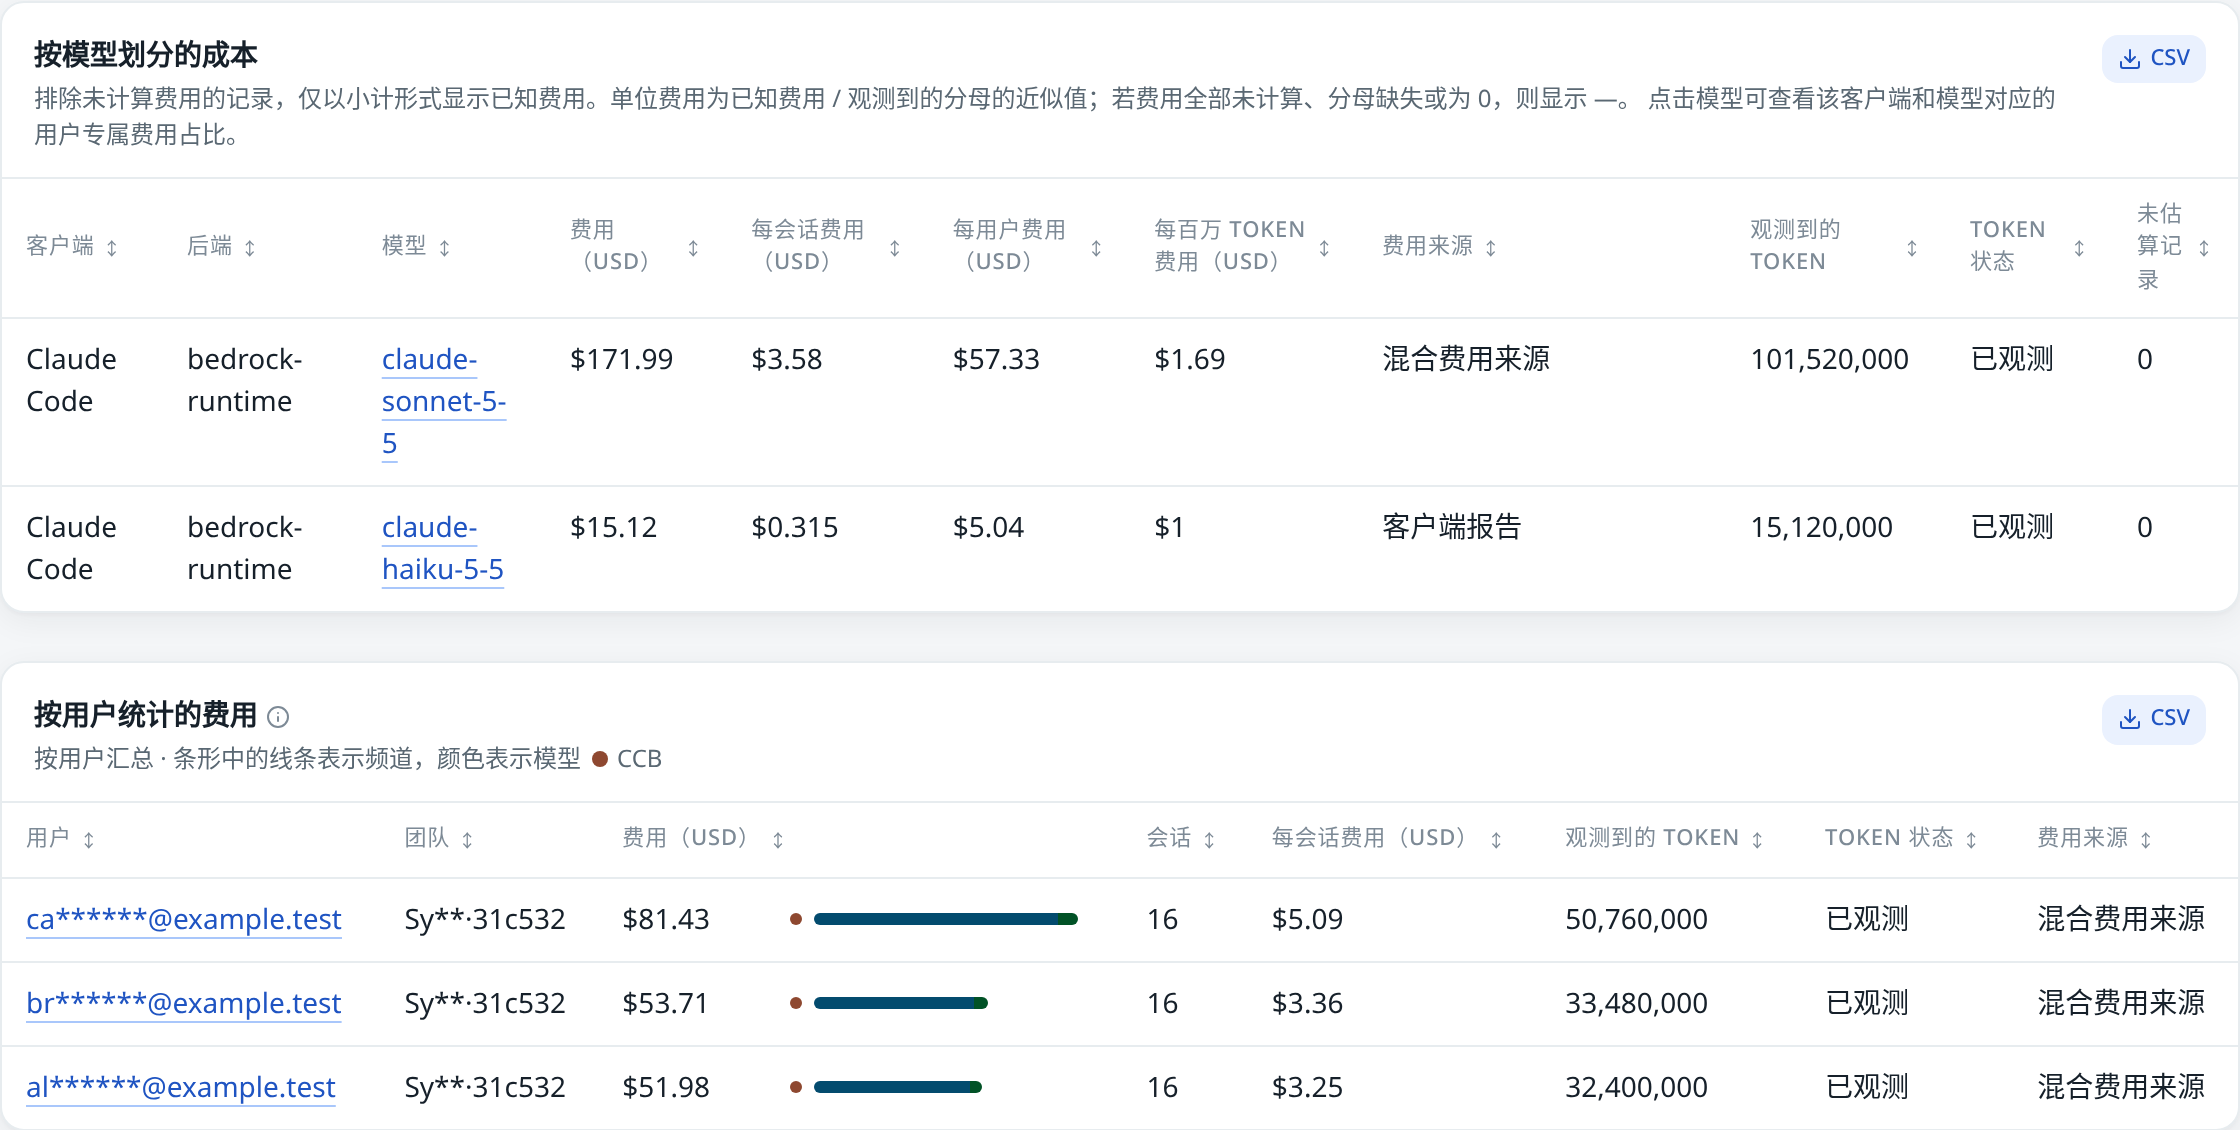 按模型划分的成本
CSV
排除未计算费用的记录，仅以小计形式显示已知费用。单位费用为已知费用 / 观测到的分母的近似值；若费用全部未计算、分母缺失或为 0，则显示 —。 点击模型可查看该客户端和模型对应的
用户专属费用占比。
客户端 后端 模型 费用（USD） 每会话费用（USD） 每用户费用（USD） 每百万 TOKEN 费用（USD） 费用来源 观测到的 TOKEN TOKEN 状态 未估算记录
Claude Code bedrock-runtime claude-sonnet-5-5 $171.99 $3.58 $57.33 $1.69 混合费用来源 101,520,000 已观测 0
Claude Code bedrock-runtime claude-haiku-5-5 $15.12 $0.315 $5.04 $1 客户端报告 15,120,000 已观测 0
按用户统计的费用
CSV
按用户汇总 · 条形中的线条表示频道，颜色表示模型 CCB
用户 团队 费用（USD） 会话 每会话费用（USD） 观测到的 TOKEN TOKEN 状态 费用来源
ca******@example.test Sy**·31c532 $81.43 16 $5.09 50,760,000 已观测 混合费用来源
br******@example.test Sy**·31c532 $53.71 16 $3.36 33,480,000 已观测 混合费用来源
al******@example.test Sy**·31c532 $51.98 16 $3.25 32,400,000 已观测 混合费用来源